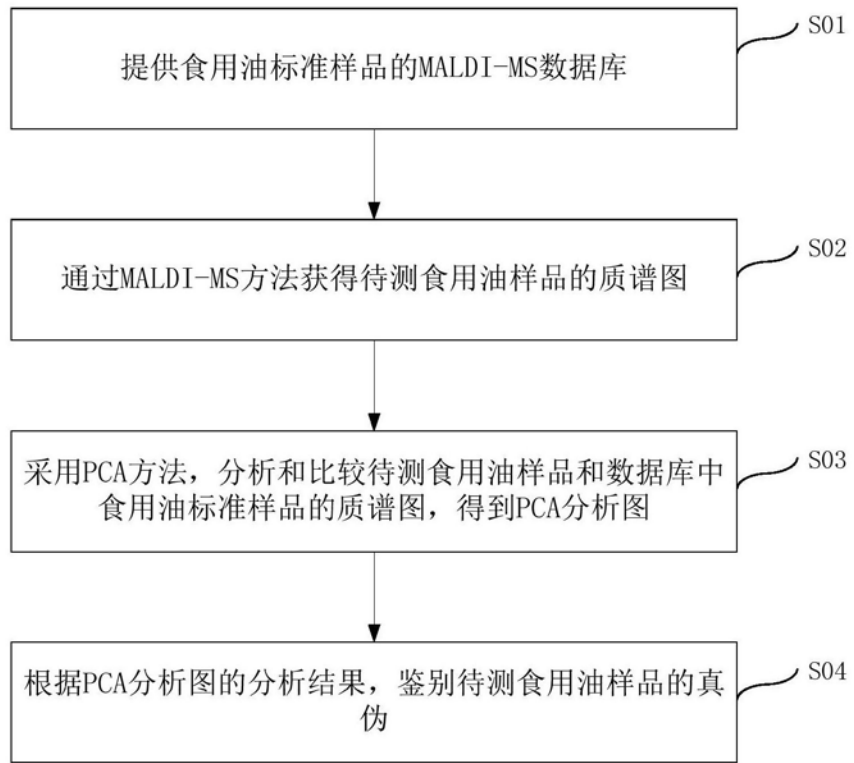 S01
提供食用油标准样品的MALDI-MS数据库
S02
通过MALDI-MS方法获得待测食用油样品的质谱图
S03
采用PCA方法，分析和比较待测食用油样品和数据库中
食用油标准样品的质谱图，得到PCA分析图
S04
根据PCA分析图的分析结果，鉴别待测食用油样品的真
伪